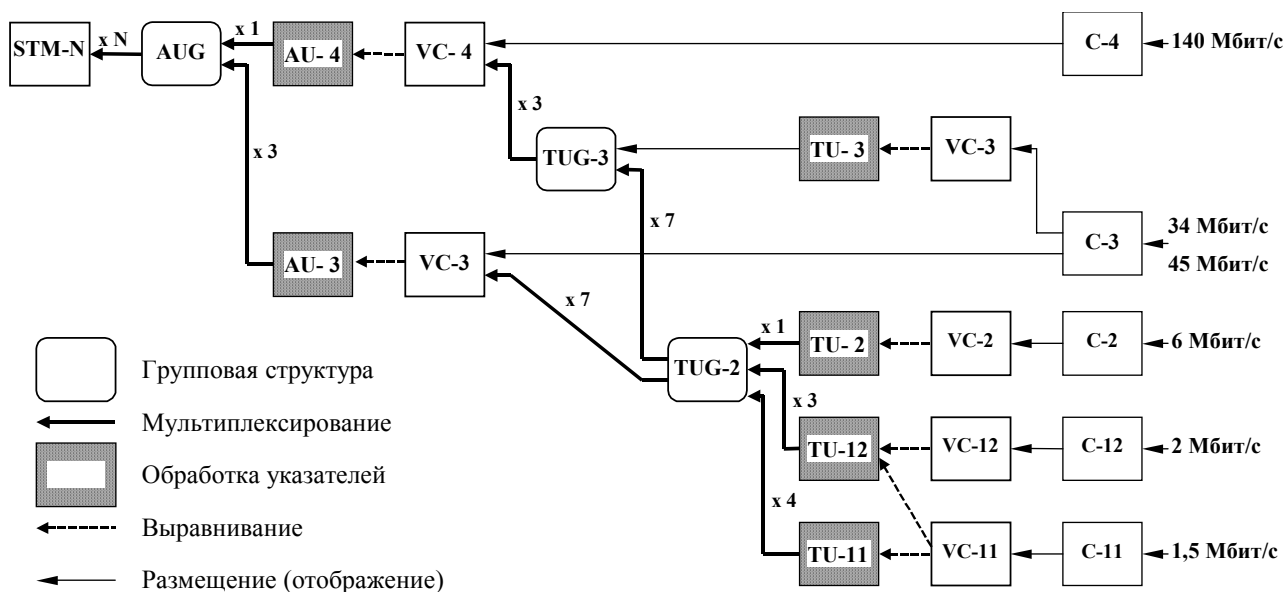 STM-N
x N
AUG
x 1
AU- 4
VC- 4
C-4
140 Мбит/с
x 3
x 3
TUG-3
TU- 3
VC-3
x 7
C-3
34 Мбит/с
45 Мбит/с
AU- 3
VC-3
x 7
x 1
TUG-2
TU- 2
VC-2
C-2
6 Мбит/с
x 3
TU-12
VC-12
C-12
2 Мбит/с
x 4
TU-11
VC-11
C-11
1,5 Мбит/с
Групповая структура
Мультиплексирование
Обработка указателей
Выравнивание
Размещение (отображение)